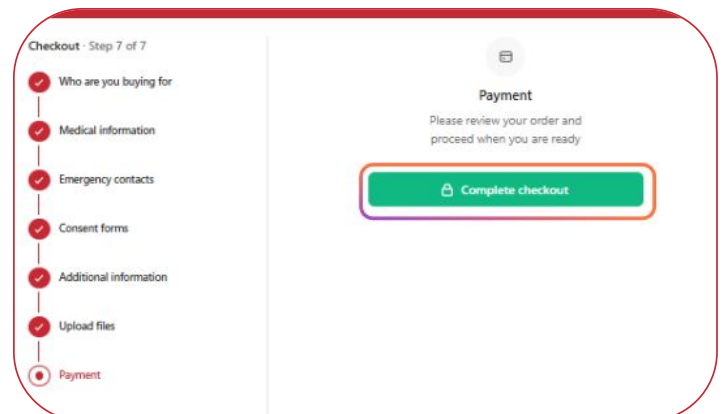 Checkout · Step 7 of 7
Who are you buying for
Medical information
Emergency contacts
Consent forms
Additional information
Upload files
Payment
Payment
Please review your order and
proceed when you are ready
Complete checkout